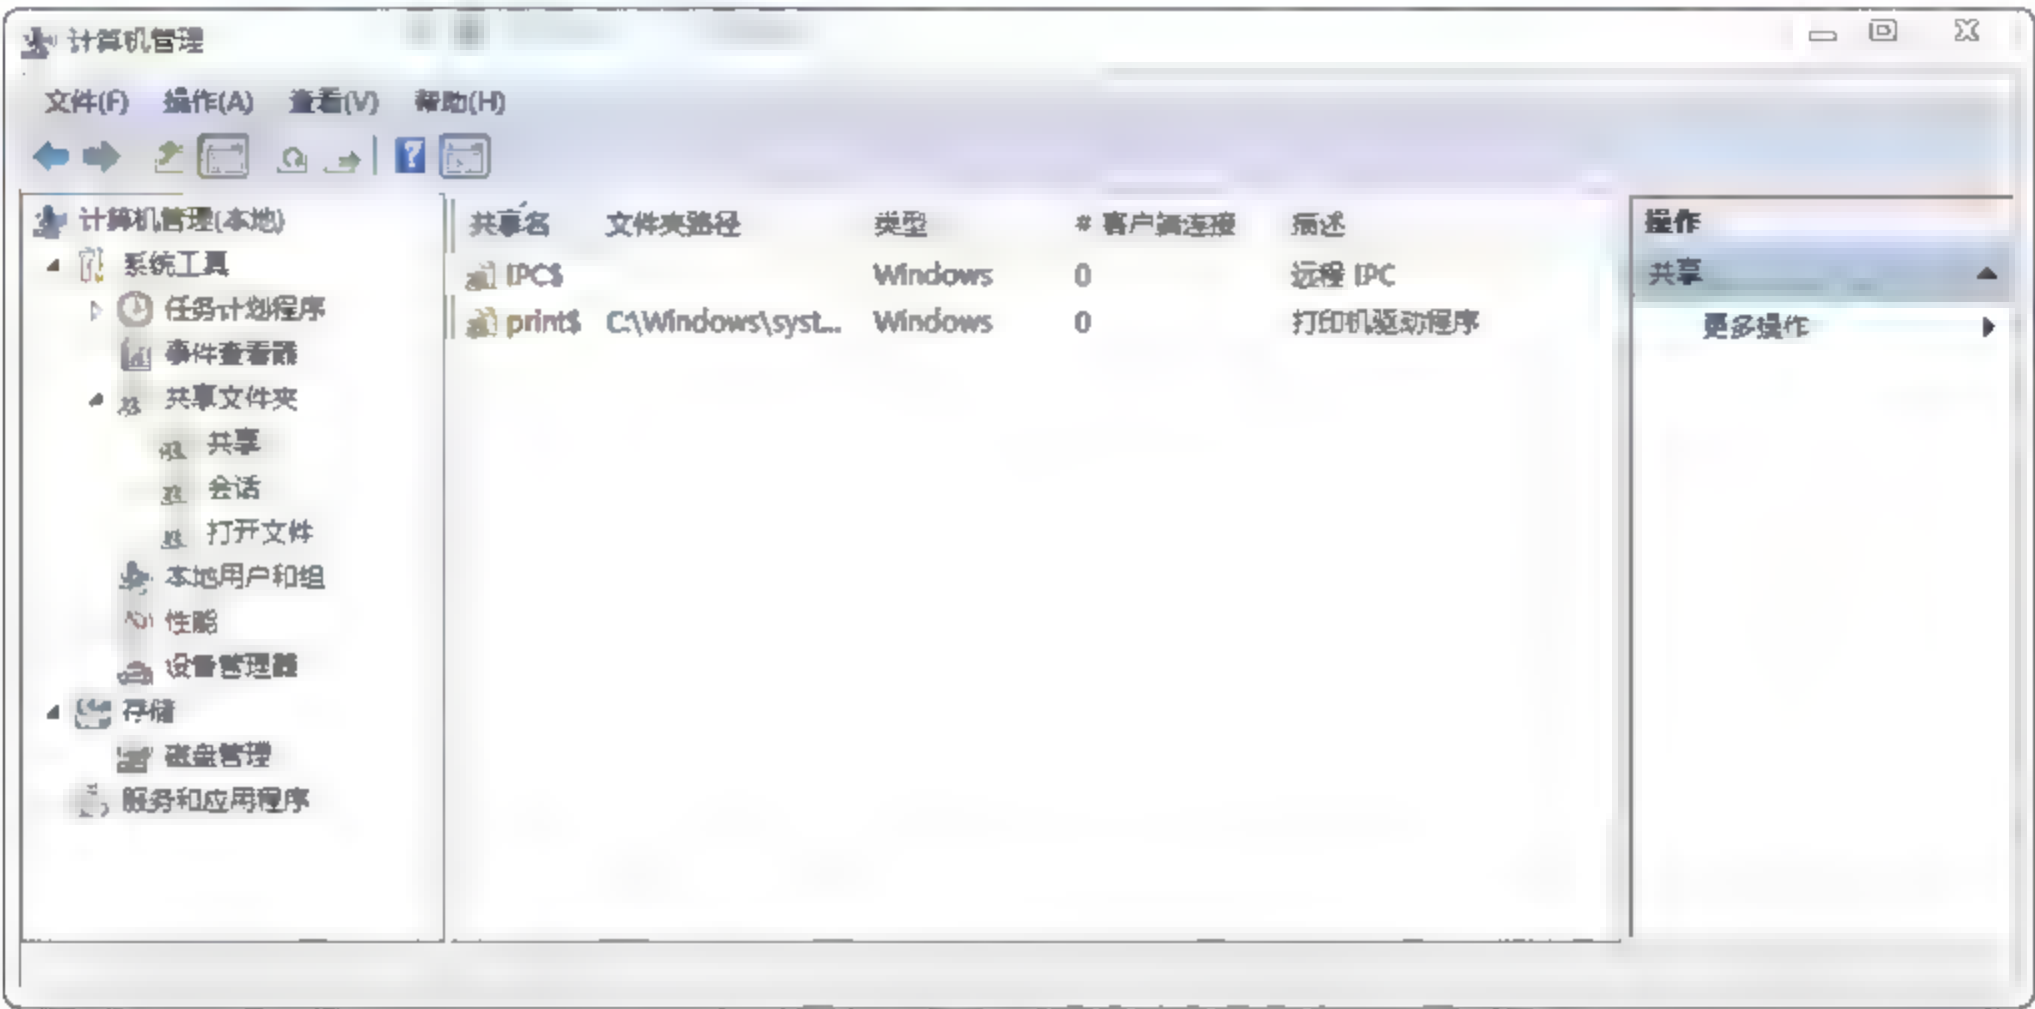 计算机管理
文件(F) 操作(A) 查看(V) 帮助(H)
计算机管理(本地)
系统工具
任务计划程序
事件查看器
共享文件夹
共享
会话
打开文件
本地用户和组
性能
设备管理器
存储
磁盘管理
服务和应用程序
共享名 文件夹路径 类型 # 客户端连接 描述
IPC$ Windows 0 远程 IPC
print$ C:\Windows\syst... Windows 0 打印机驱动程序
操作
共享
更多操作